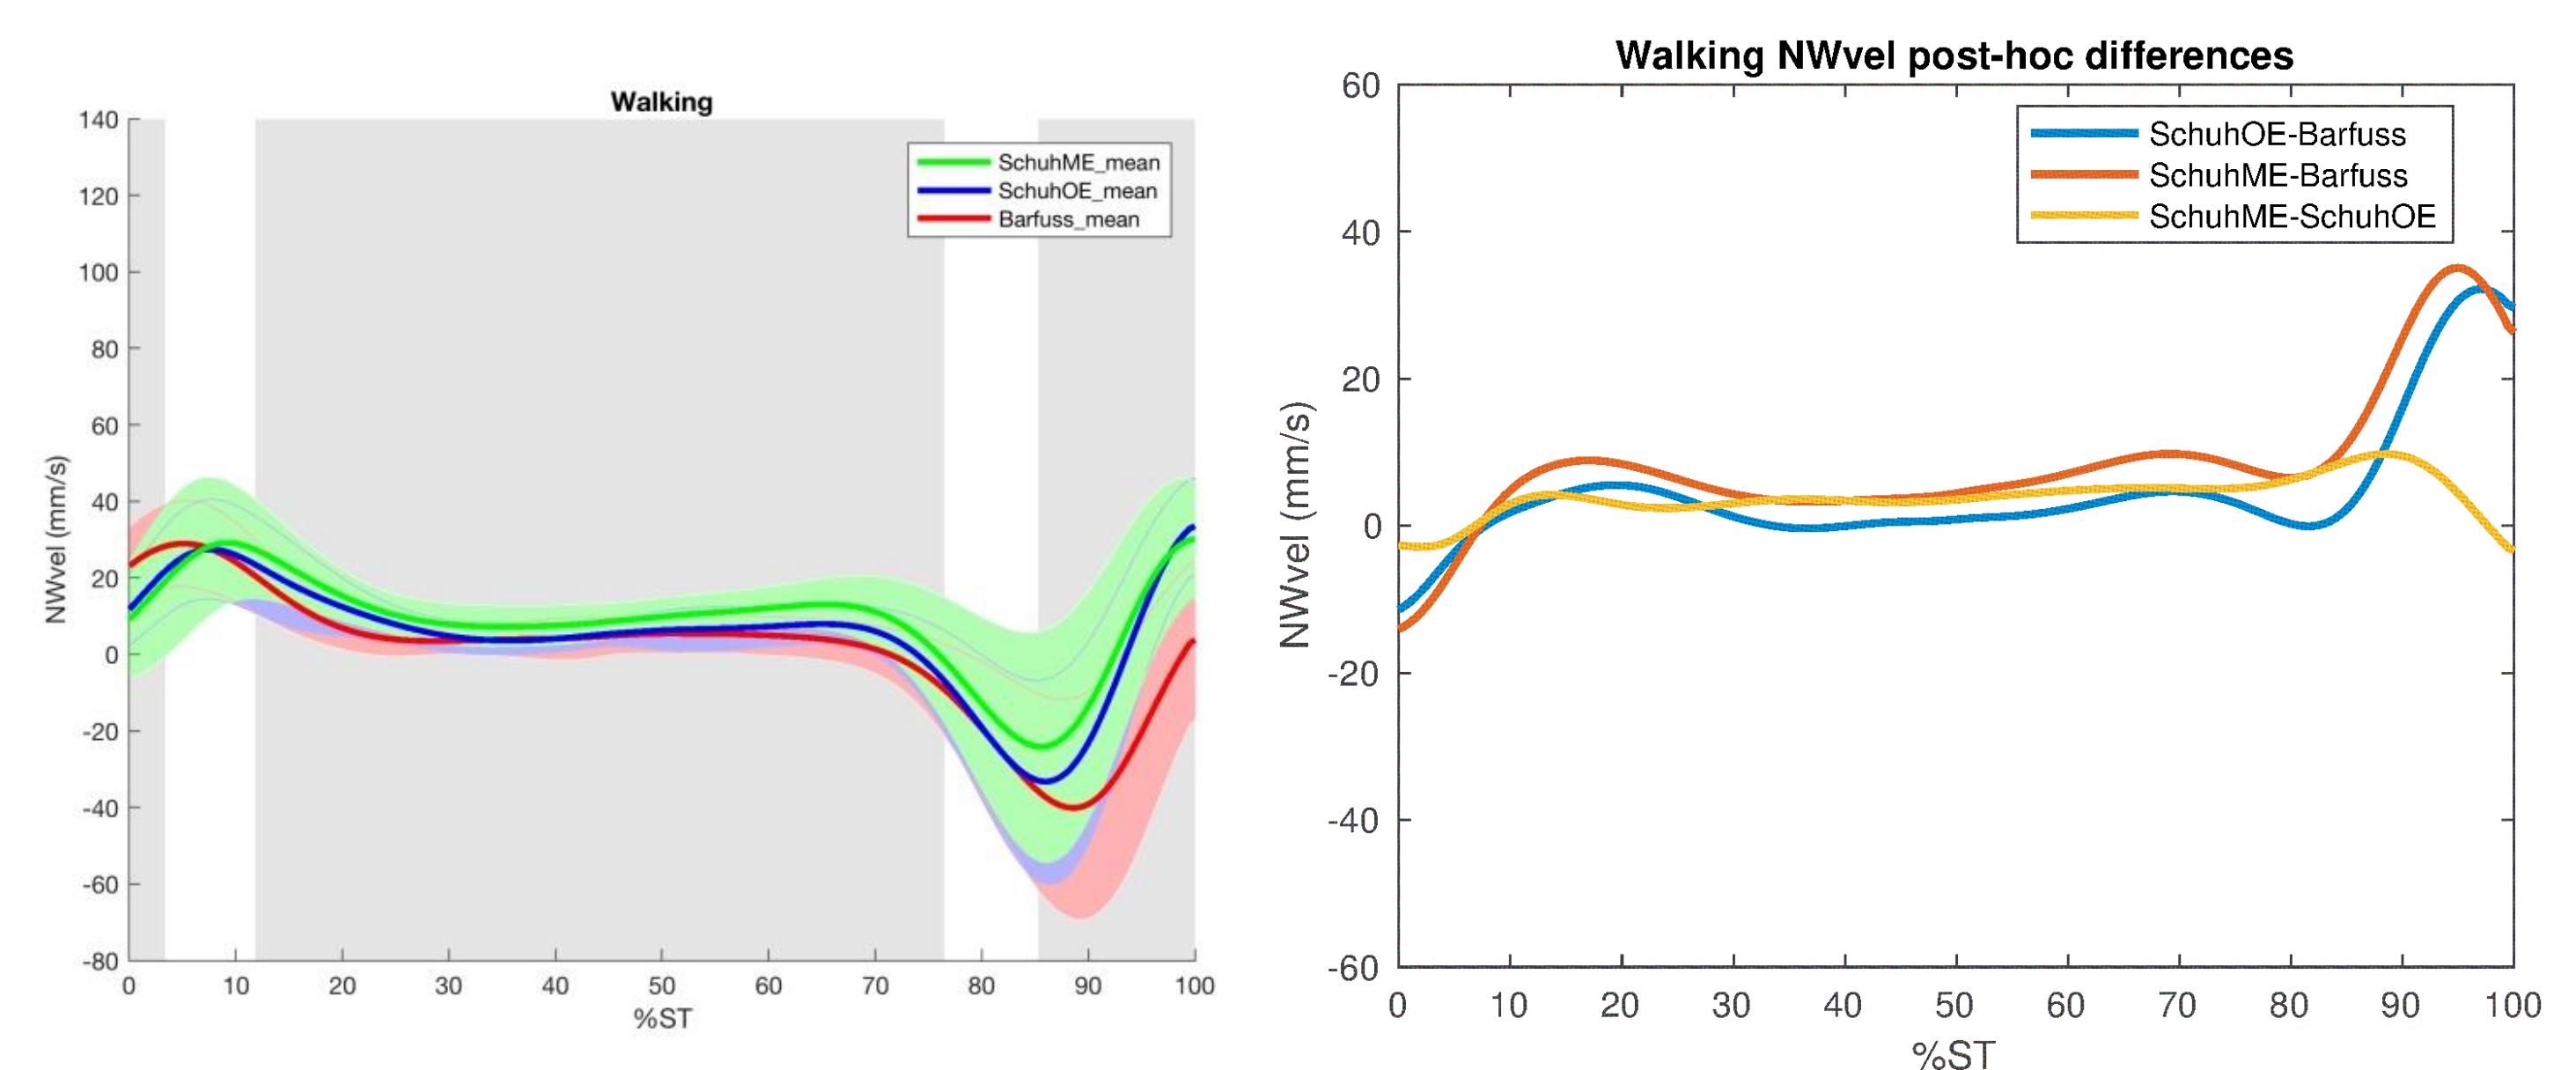 Walking
140
120
100
80
60
40
20
0
-20
-40
-60
-80
NWvel (mm/s)
SchuhME_mean
SchuhOE_mean
Barfuss_mean
0 10 20 30 40 50 60 70 80 90 100
%ST
Walking NWvel post-hoc differences
60
40
20
0
-20
-40
-60
NWvel (mm/s)
SchuhOE-Barfuss
SchuhME-Barfuss
SchuhME-SchuhOE
0 10 20 30 40 50 60 70 80 90 100
%ST